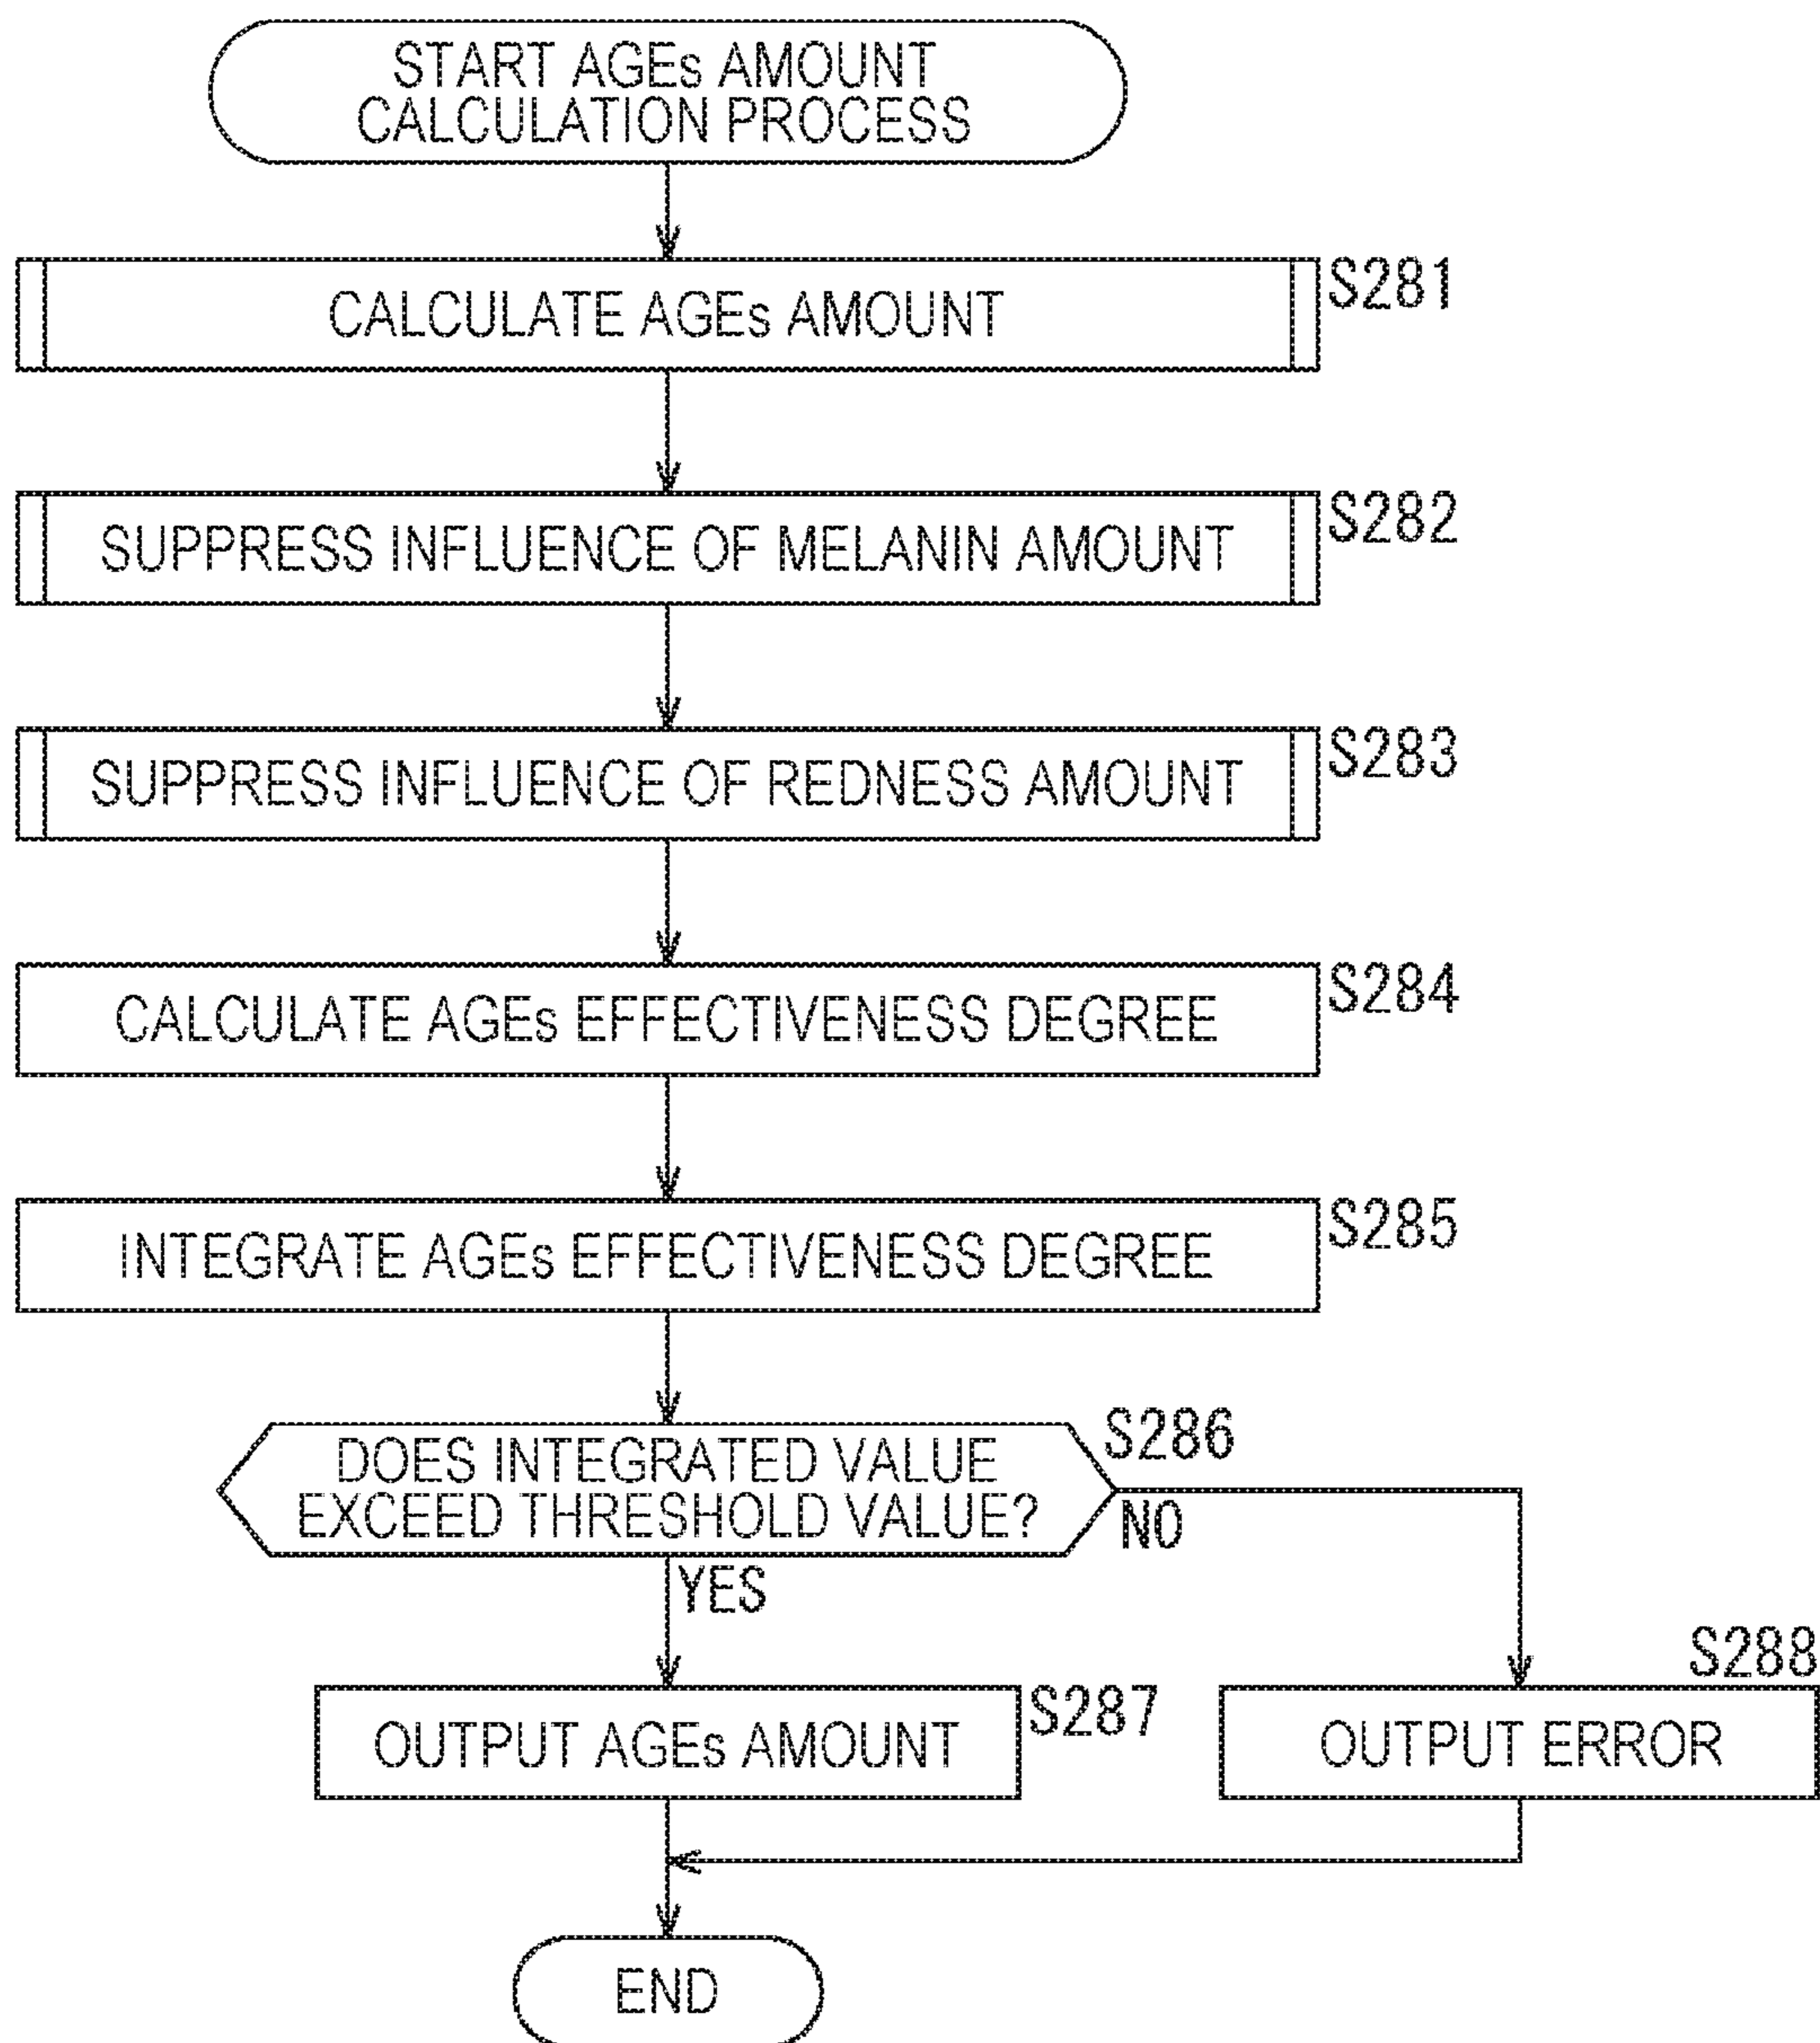 START AGEs AMOUNT
CALCULATION PROCESS
CALCULATE AGEs AMOUNT
S281
SUPPRESS INFLUENCE OF MELANIN AMOUNT
S282
SUPPRESS INFLUENCE OF REDNESS AMOUNT
S283
CALCULATE AGEs EFFECTIVENESS DEGREE
S284
INTEGRATE AGEs EFFECTIVENESS DEGREE
S285
DOES INTEGRATED VALUE
EXCEED THRESHOLD VALUE?
S286
NO
YES
OUTPUT AGEs AMOUNT
S287
S288
OUTPUT ERROR
END